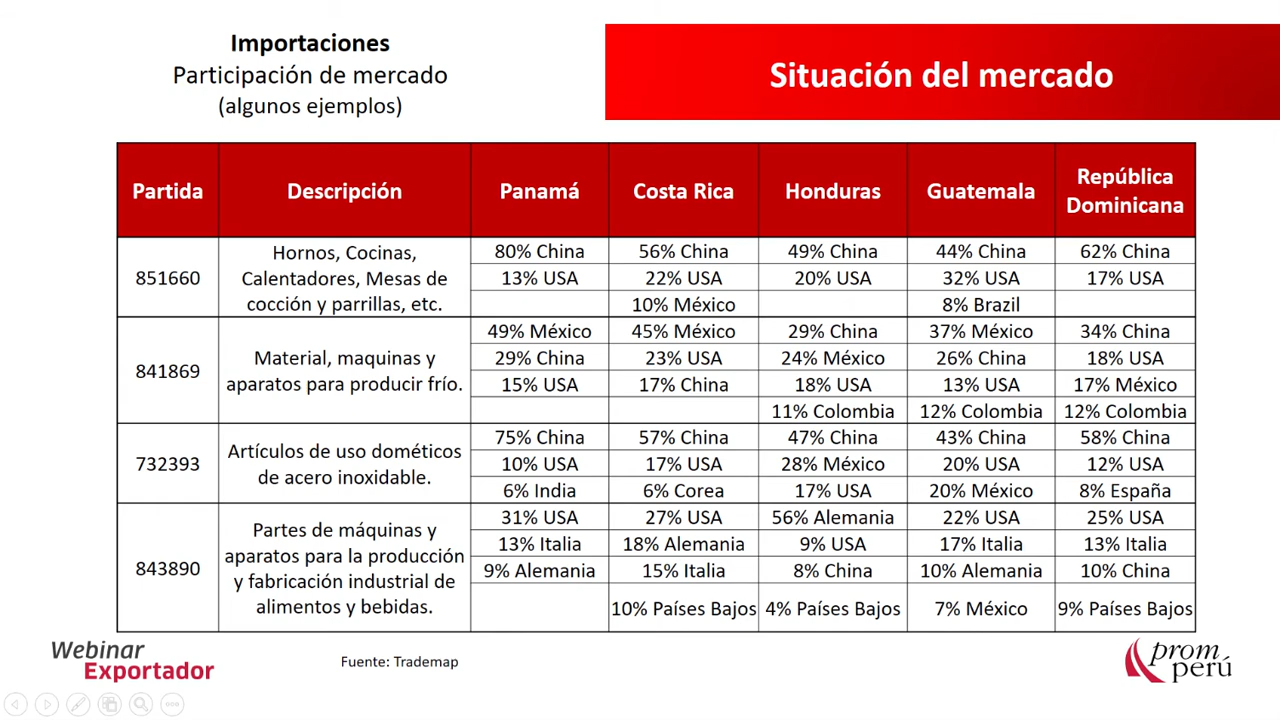 Importaciones
Participación de mercado
(algunos ejemplos)
Situación del mercado
Partida Descripción Panamá Costa Rica Honduras Guatemala República Dominicana
851660
Hornos, Cocinas,
Calentadores, Mesas de
cocción y parrillas, etc.
80% China 56% China 49% China 44% China 62% China
13% USA 22% USA 20% USA 32% USA 17% USA
10% México 8% Brazil
841869
Material, maquinas y
aparatos para producir frío.
49% México 45% México 29% China 37% México 34% China
29% China 23% USA 24% México 26% China 18% USA
15% USA 17% China 18% USA 13% USA 17% México
11% Colombia 12% Colombia 12% Colombia
732393
Artículos de uso dométicos
de acero inoxidable.
75% China 57% China 47% China 43% China 58% China
10% USA 17% USA 28% México 20% USA 12% USA
6% India 6% Corea 17% USA 20% México 8% España
843890
Partes de máquinas y
aparatos para la producción
y fabricación industrial de
alimentos y bebidas.
31% USA 27% USA 56% Alemania 22% USA 25% USA
13% Italia 18% Alemania 9% USA 17% Italia 13% Italia
9% Alemania 15% Italia 8% China 10% Alemania 10% China
10% Países Bajos 4% Países Bajos 7% México 9% Países Bajos
Webinar
Exportador
Fuente: Trademap
prom
perú